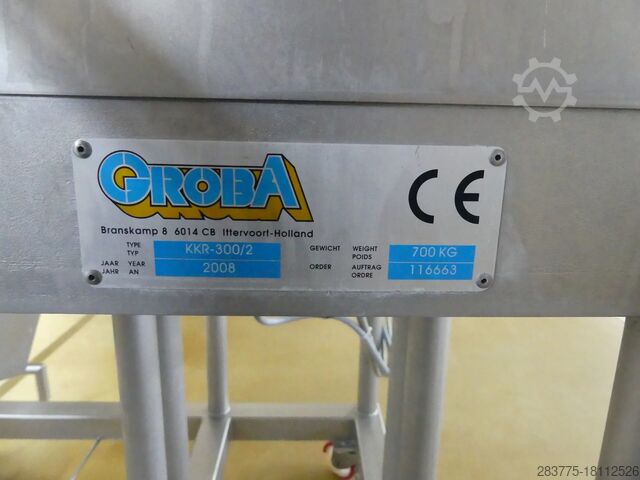 GROBA
CE
Branskamp 8 6014 CB Ittervoort-Holland
TYPE TYP KKR-300/2 GEWICHT WEIGHT POIDS 700 KG
JAAR YEAR JAHR AN 2008 ORDER AUFTRAG ORDRE 116663
283775-18112526